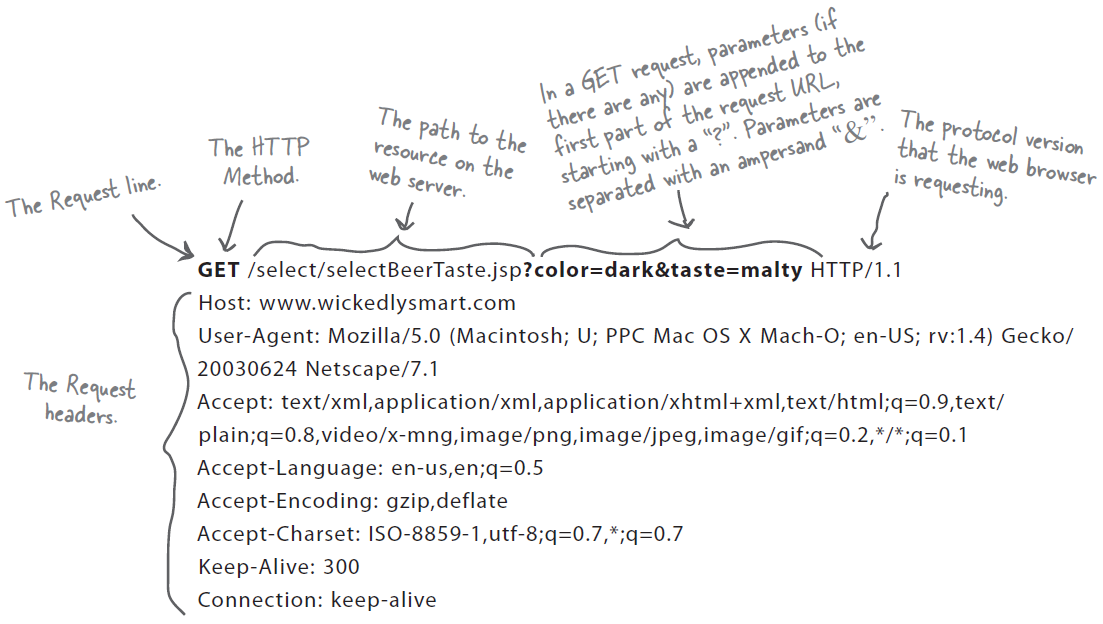 In a GET request, parameters (if
there are any) are appended to the
first part of the request URL,
starting with a "?". Parameters are
separated with an ampersand "&".
The path to the
resource on the
web server.
The protocol version
that the web browser
is requesting.
The HTTP
Method.
The Request line.
GET /select/selectBeerTaste.jsp?color=dark&taste=malty HTTP/1.1
Host: www.wickedlysmart.com
User-Agent: Mozilla/5.0 (Macintosh; U; PPC Mac OS X Mach-O; en-US; rv:1.4) Gecko/
20030624 Netscape/7.1
The Request
headers.
Accept: text/xml,application/xml,application/xhtml+xml,text/html;q=0.9,text/
plain;q=0.8,video/x-mng,image/png,image/jpeg,image/gif;q=0.2,*/*;q=0.1
Accept-Language: en-us,en;q=0.5
Accept-Encoding: gzip,deflate
Accept-Charset: ISO-8859-1,utf-8;q=0.7,*;q=0.7
Keep-Alive: 300
Connection: keep-alive